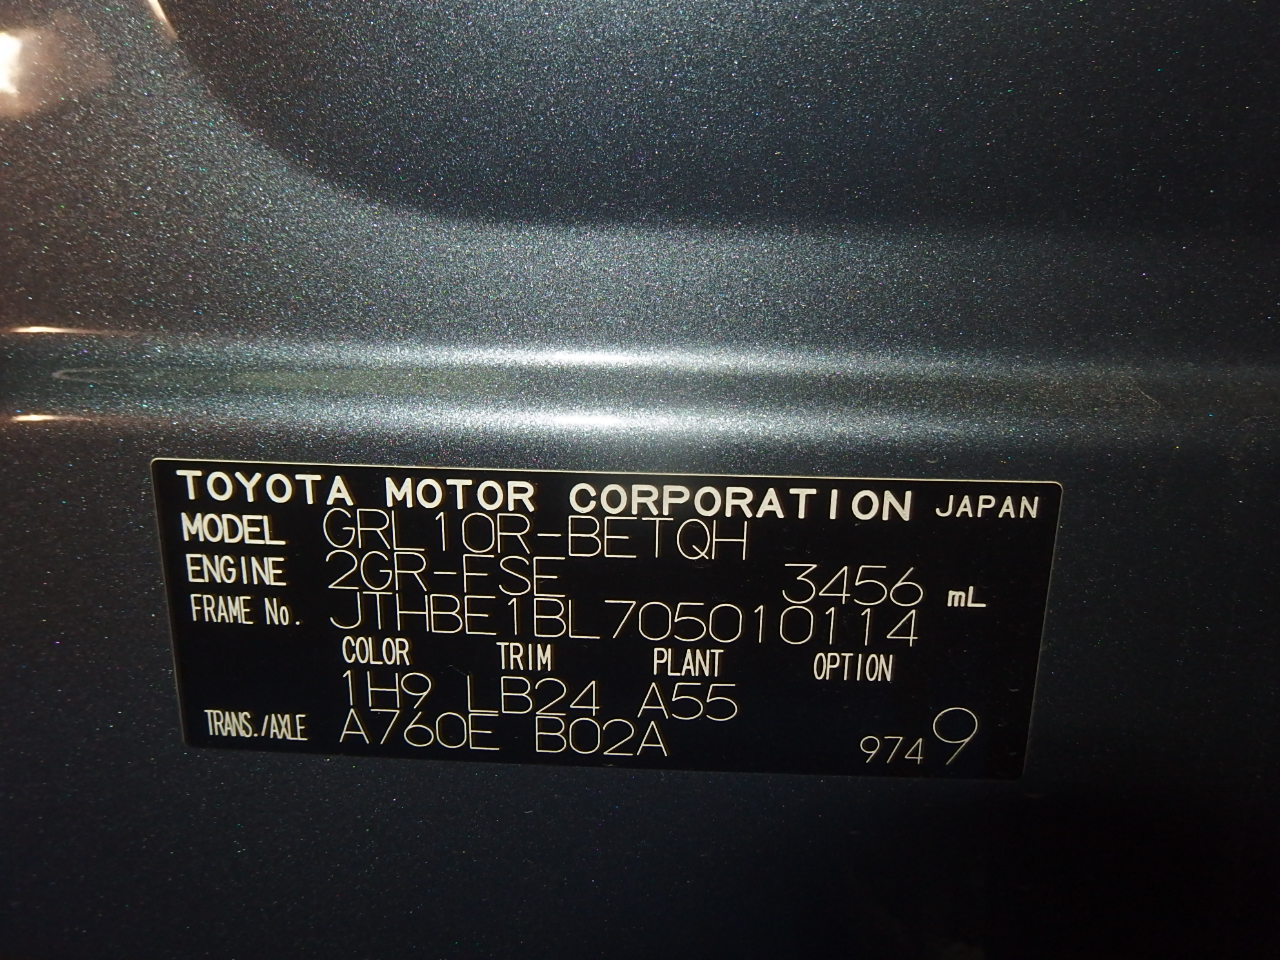 TOYOTA MOTOR CORPORATION JAPAN
MODEL GRL10R-BETQH
ENGINE 2GR-FSE 3456 mL
FRAME No. JTHBE1BL705010114
COLOR TRIM PLANT OPTION
1H9 LB24 A55
TRANS./AXLE A760E B02A 9749